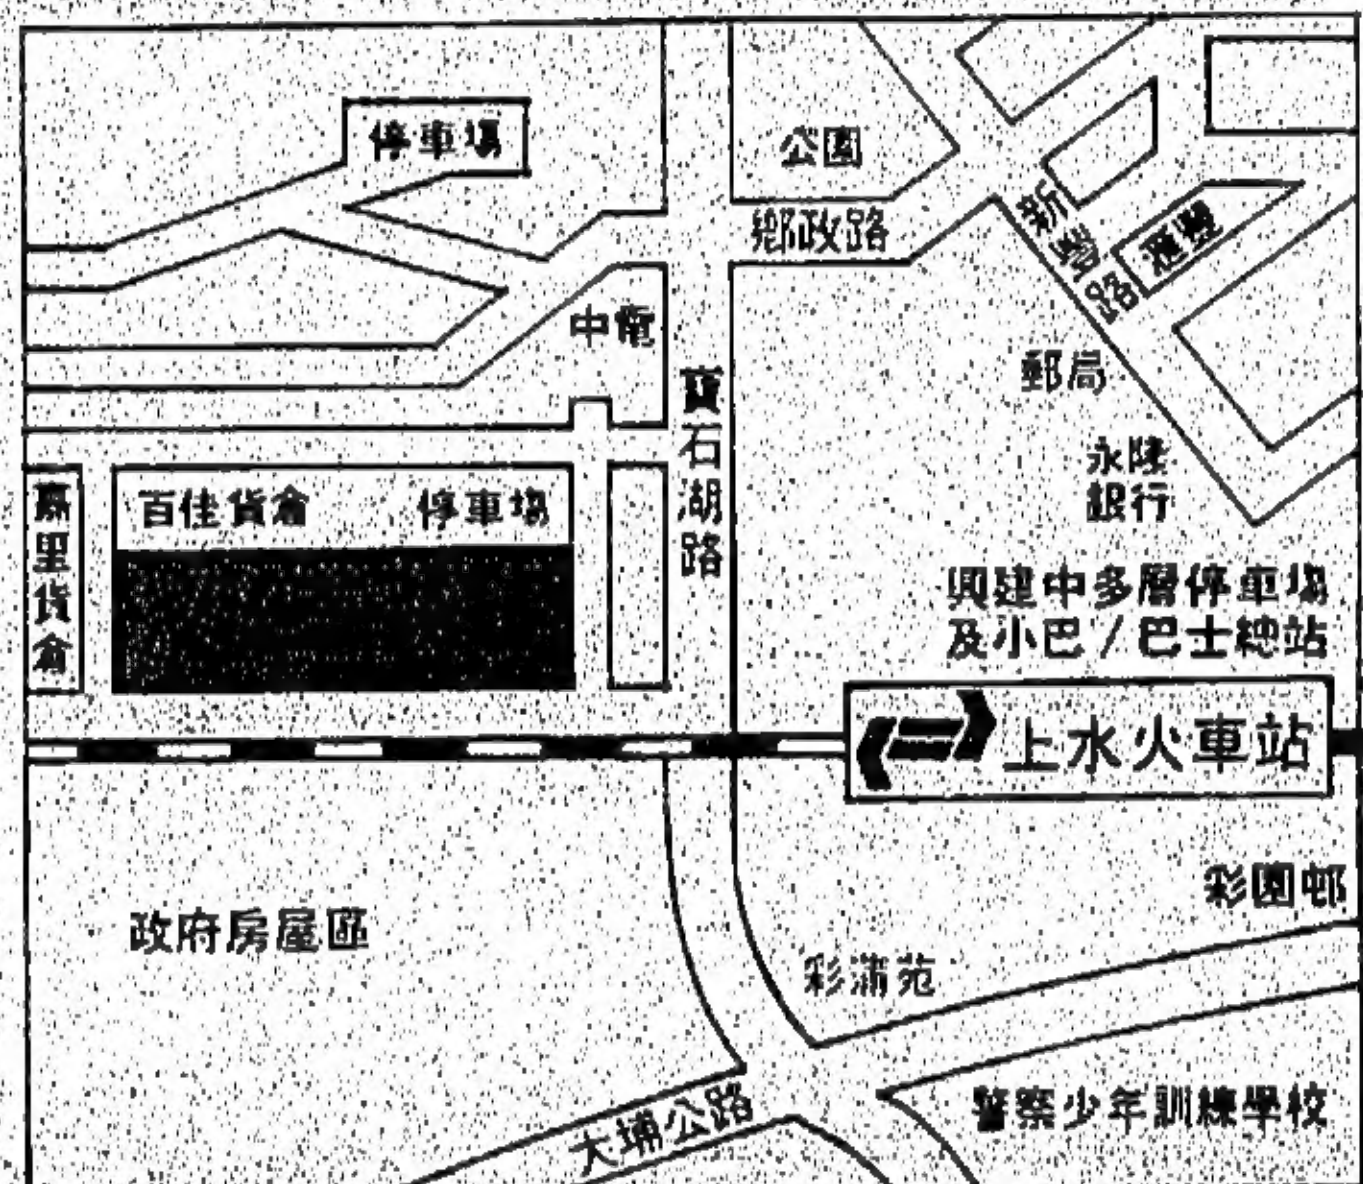 停車場
公園
鄉政路
新發路
滙豐
中電
郵局
寶石湖路
永隆
銀行
嘉里貨倉
百佳貨倉
停車場
興建中多層停車場
及小巴/巴士總站
上水火車站
彩園邨
政府房屋區
彩蒲苑
大埔公路
警察少年訓練學校